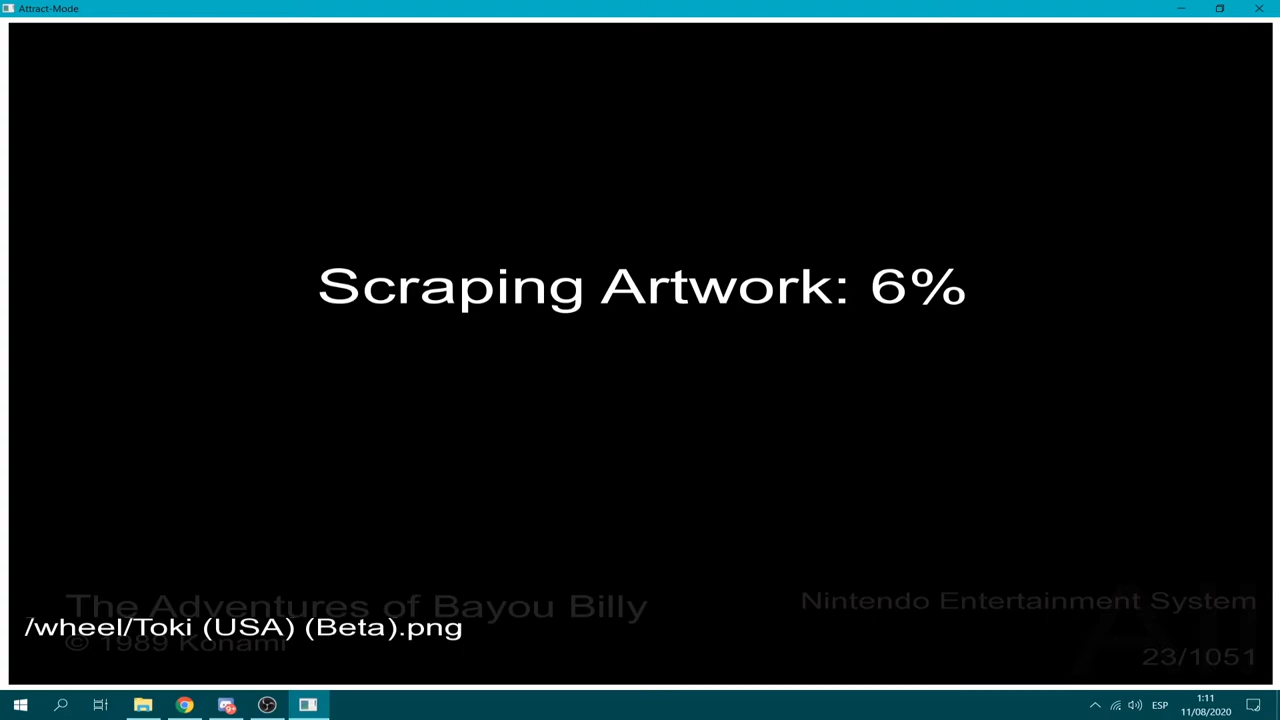 Attract-Mode
Scraping Artwork: 6%
The Adventures of Bayou Billy
Nintendo Entertainment System
/wheel/Toki (USA) (Beta).png
© 1989 Konami
23/1051
ESP
1:11
11/08/2020